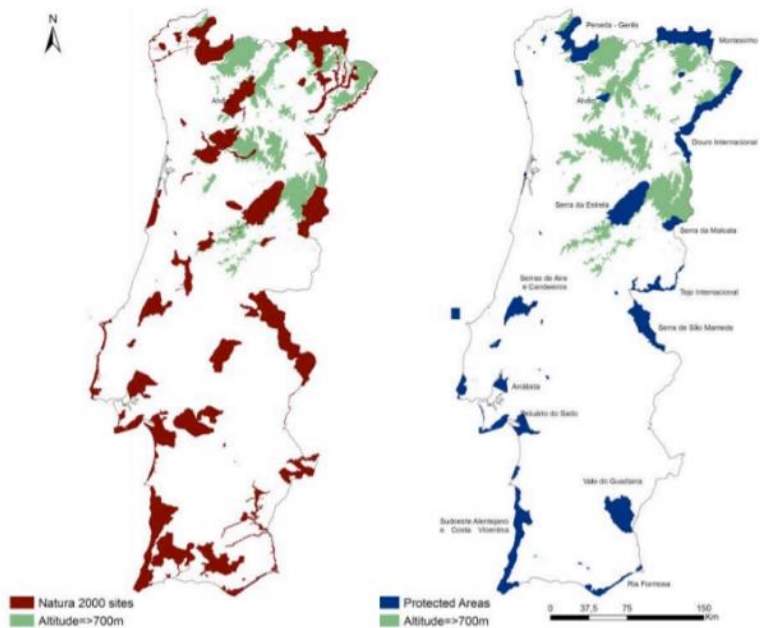 N
Alvão
Natura 2000 sites
Altitude=>700m
Peneda - Gerês
Montesinho
Alvão
Douro Internacional
Serra da Estrela
Serra da Malcata
Serras de Aire
e Candeeiros
Tejo Internacional
Serra de São Mamede
Arrábida
Estuário do Sado
Vale do Guadiana
Sudoeste Alentejano
e Costa Vicentina
Ria Formosa
Protected Areas
Altitude=>700m
0 37,5 75 150
Km